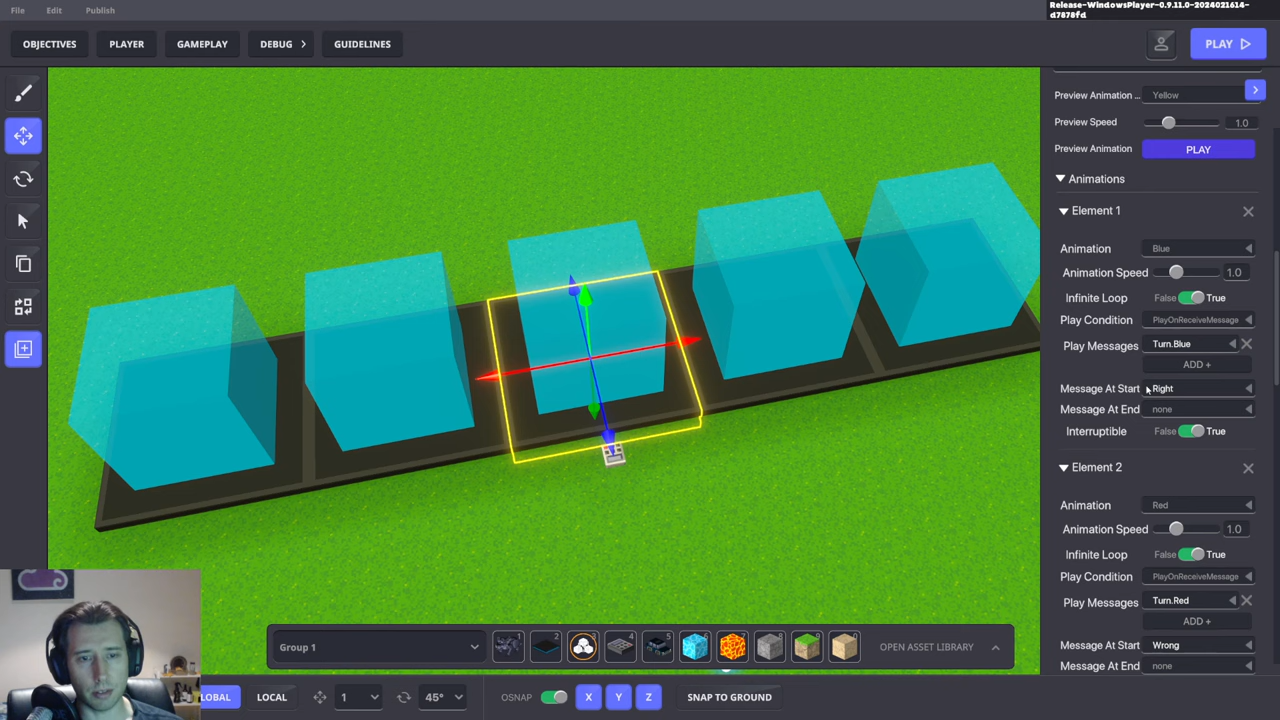 File Edit Publish
Release-WindowsPlayer-0.9.11.0-2024021614-
d7878fd
OBJECTIVES PLAYER GAMEPLAY DEBUG GUIDELINES PLAY
Preview Animation ... Yellow
Preview Speed 1.0
Preview Animation PLAY
Animations
Element 1
Animation Blue
Animation Speed 1.0
Infinite Loop False True
Play Condition PlayOnReceiveMessage
Play Messages Turn.Blue
ADD +
Message At Start Right
Message At End none
Interruptible False True
Element 2
Animation Red
Animation Speed 1.0
Infinite Loop False True
Play Condition PlayOnReceiveMessage
Play Messages Turn.Red
ADD +
Message At Start Wrong
Message At End none
Group 1 1 2 4 5 OPEN ASSET LIBRARY
LOBAL LOCAL 1 45° OSNAP X Y Z SNAP TO GROUND